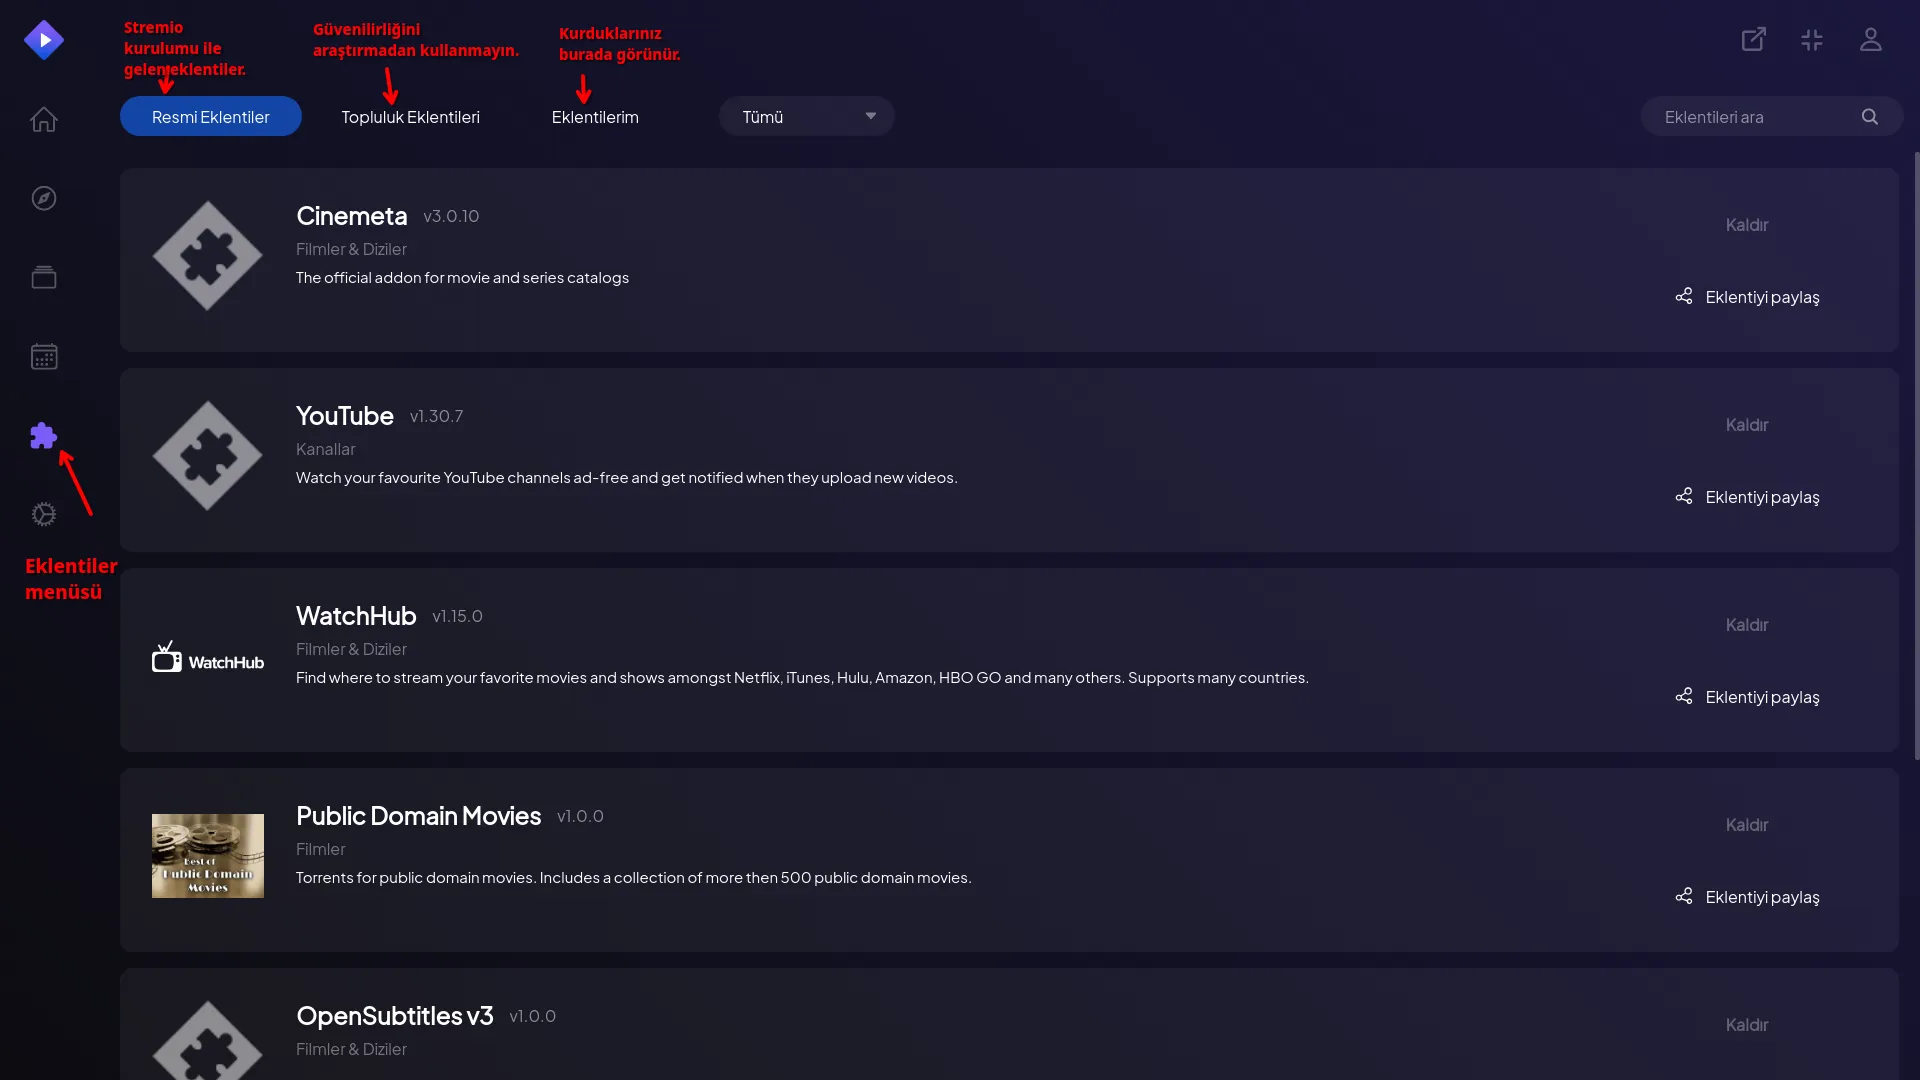 Stremio
kurulumu ile
geleneklentiler.
Güvenilirliğini
araştırmadan kullanmayın.
Kurduklarınız
burada görünür.
Resmi Eklentiler
Topluluk Eklentileri
Eklentilerim
Tümü
Eklentileri ara
Cinemeta v3.0.10
Filmler & Diziler
The official addon for movie and series catalogs
Kaldır
Eklentiyi paylaş
YouTube v1.30.7
Kanallar
Watch your favourite YouTube channels ad-free and get notified when they upload new videos.
Kaldır
Eklentiyi paylaş
Eklentiler
menüsü
WatchHub
WatchHub v1.15.0
Filmler & Diziler
Find where to stream your favorite movies and shows amongst Netflix, iTunes, Hulu, Amazon, HBO GO and many others. Supports many countries.
Kaldır
Eklentiyi paylaş
Best of
Public Domain
Movies
Public Domain Movies v1.0.0
Filmler
Torrents for public domain movies. Includes a collection of more then 500 public domain movies.
Kaldır
Eklentiyi paylaş
OpenSubtitles v3 v1.0.0
Filmler & Diziler
Kaldır